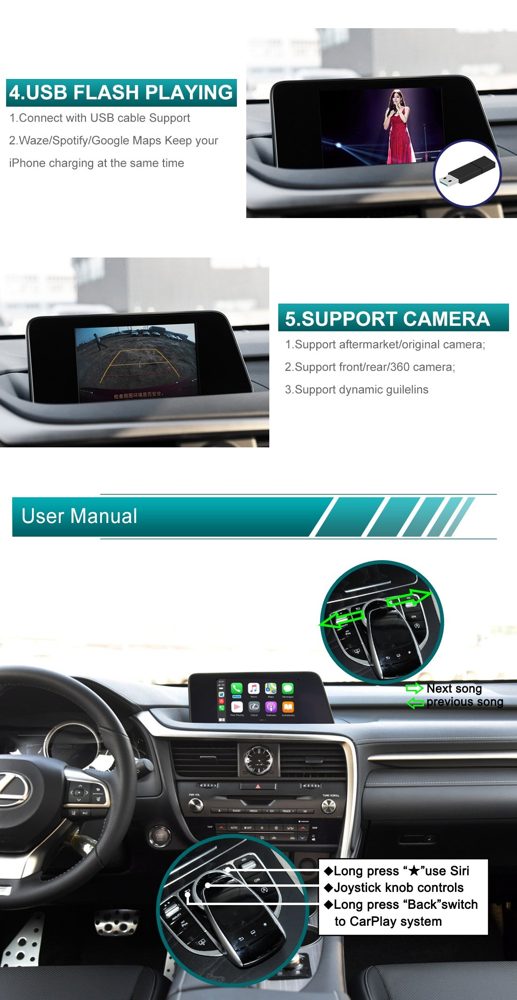 4.USB FLASH PLAYING
1.Connect with USB cable Support
2.Waze/Spotify/Google Maps Keep your
iPhone charging at the same time
5.SUPPORT CAMERA
1.Support aftermarket/original camera;
2.Support front/rear/360 camera;
3.Support dynamic guilelins
User Manual
Next song
previous song
Long press “★”use Siri
Joystick knob controls
Long press “Back”switch
to CarPlay system